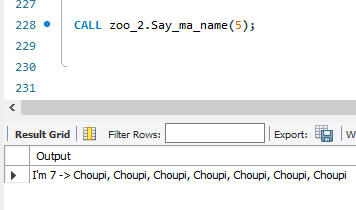 227
228 CALL zoo_2.Say_ma_name(5);
229
230
231
Result Grid Filter Rows: Export:
Output
I'm 7 -> Choupi, Choupi, Choupi, Choupi, Choupi, Choupi, Choupi